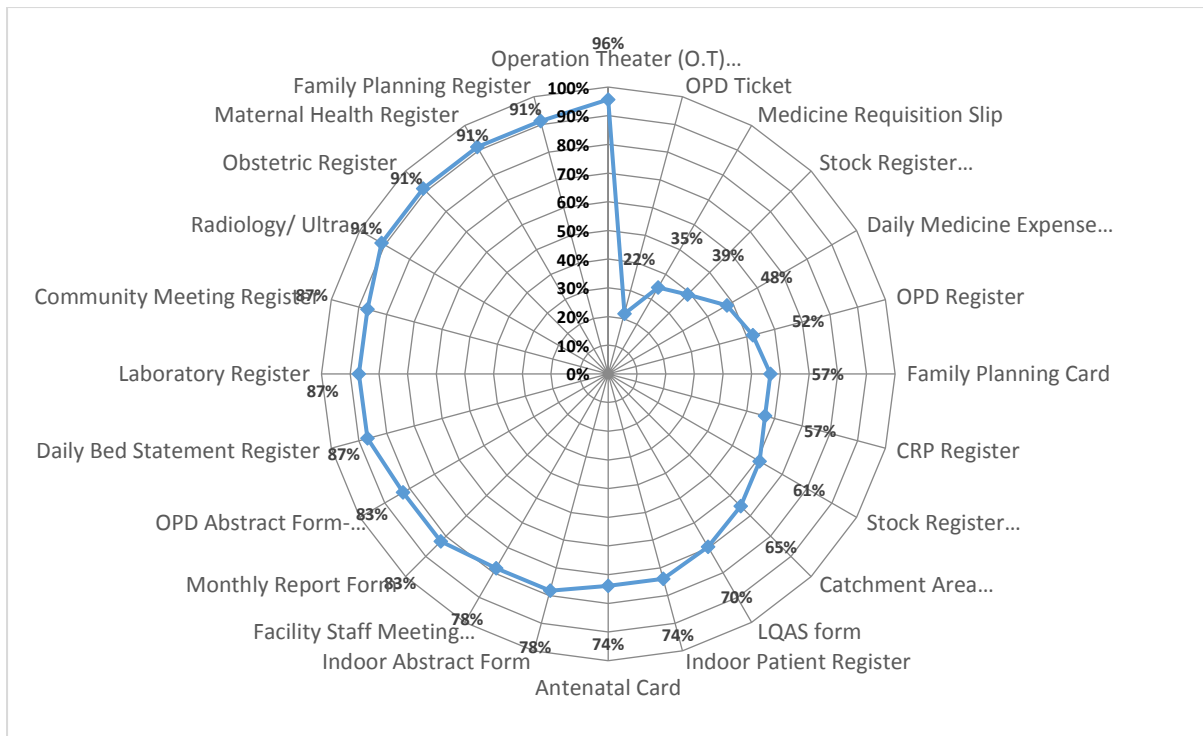 96%
Operation Theater (O.T)...
Family Planning Register
100%
OPD Ticket
91%
90%
Maternal Health Register
Medicine Requisition Slip
91%
80%
Obstetric Register
Stock Register...
91%
70%
60%
Radiology/ Ultra
91%
Daily Medicine Expense...
50%
35%
39%
40%
22%
48%
Community Meeting Register
87%
30%
OPD Register
20%
52%
10%
Laboratory Register
87%
0%
57%
Family Planning Card
Daily Bed Statement Register
87%
57%
CRP Register
OPD Abstract Form-...
83%
61%
Stock Register...
Monthly Report Form
83%
65%
Catchment Area...
Facility Staff Meeting...
78%
70%
LQAS form
Indoor Abstract Form
78%
74%
74%
Indoor Patient Register
Antenatal Card